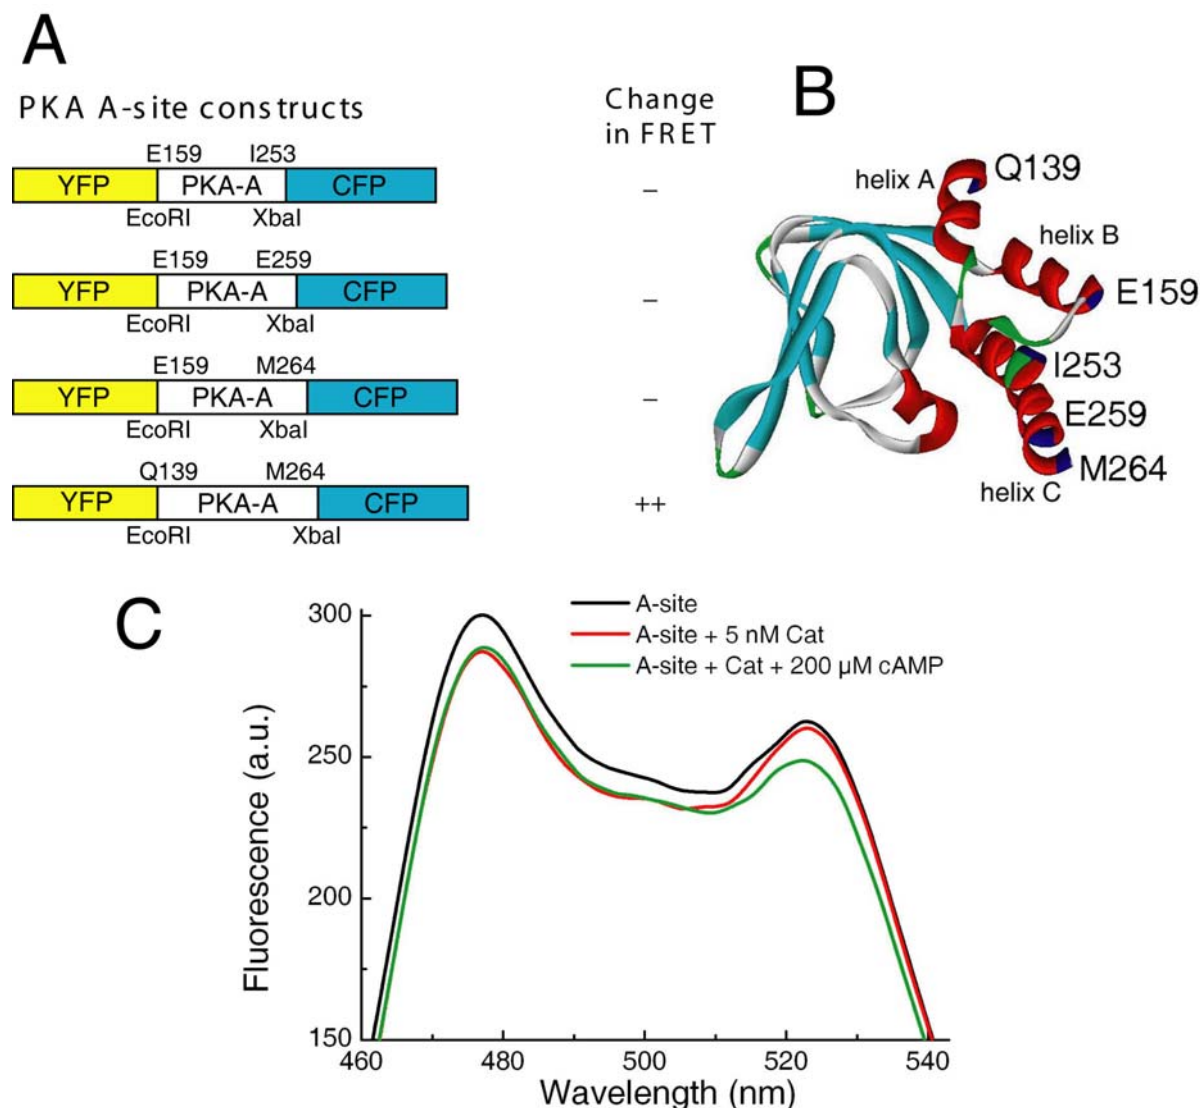 A
PKA A-site constructs
Change
in FRET
E159 I253
YFP PKA-A CFP
EcoRI XbaI
–
E159 E259
YFP PKA-A CFP
EcoRI XbaI
–
E159 M264
YFP PKA-A CFP
EcoRI XbaI
–
Q139 M264
YFP PKA-A CFP
EcoRI XbaI
++
B
helix A
Q139
helix B
E159
I253
E259
M264
helix C
C
A-site
A-site + 5 nM Cat
A-site + Cat + 200 µM cAMP
Fluorescence (a.u.)
300
250
200
150
460 480 500 520 540
Wavelength (nm)